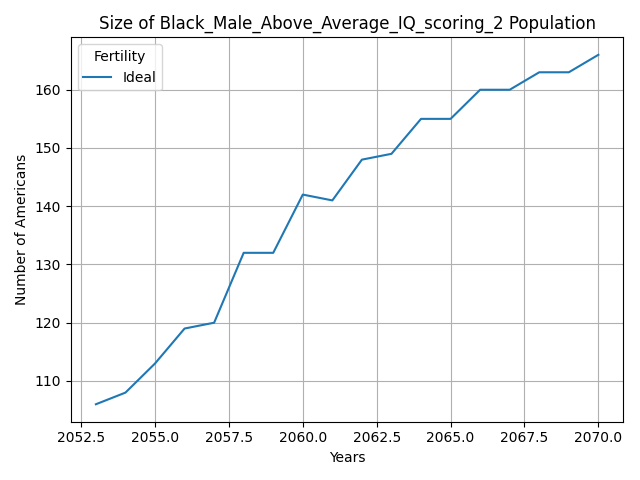 Size of Black_Male_Above_Average_IQ_scoring_2 Population
Fertility
Ideal
Number of Americans
160
150
140
130
120
110
2052.5 2055.0 2057.5 2060.0 2062.5 2065.0 2067.5 2070.0
Years